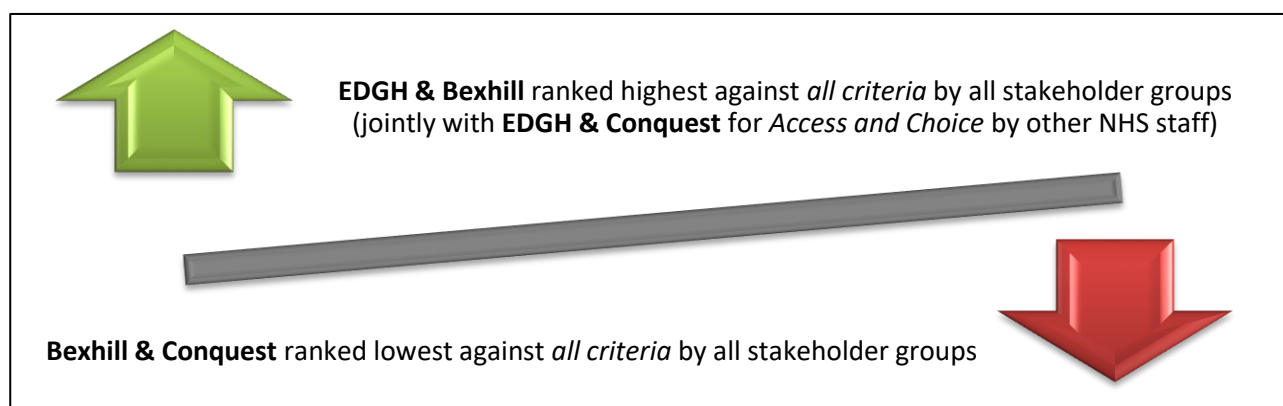 EDGH & Bexhill ranked highest against all criteria by all stakeholder groups
(jointly with EDGH & Conquest for Access and Choice by other NHS staff)
Bexhill & Conquest ranked lowest against all criteria by all stakeholder groups